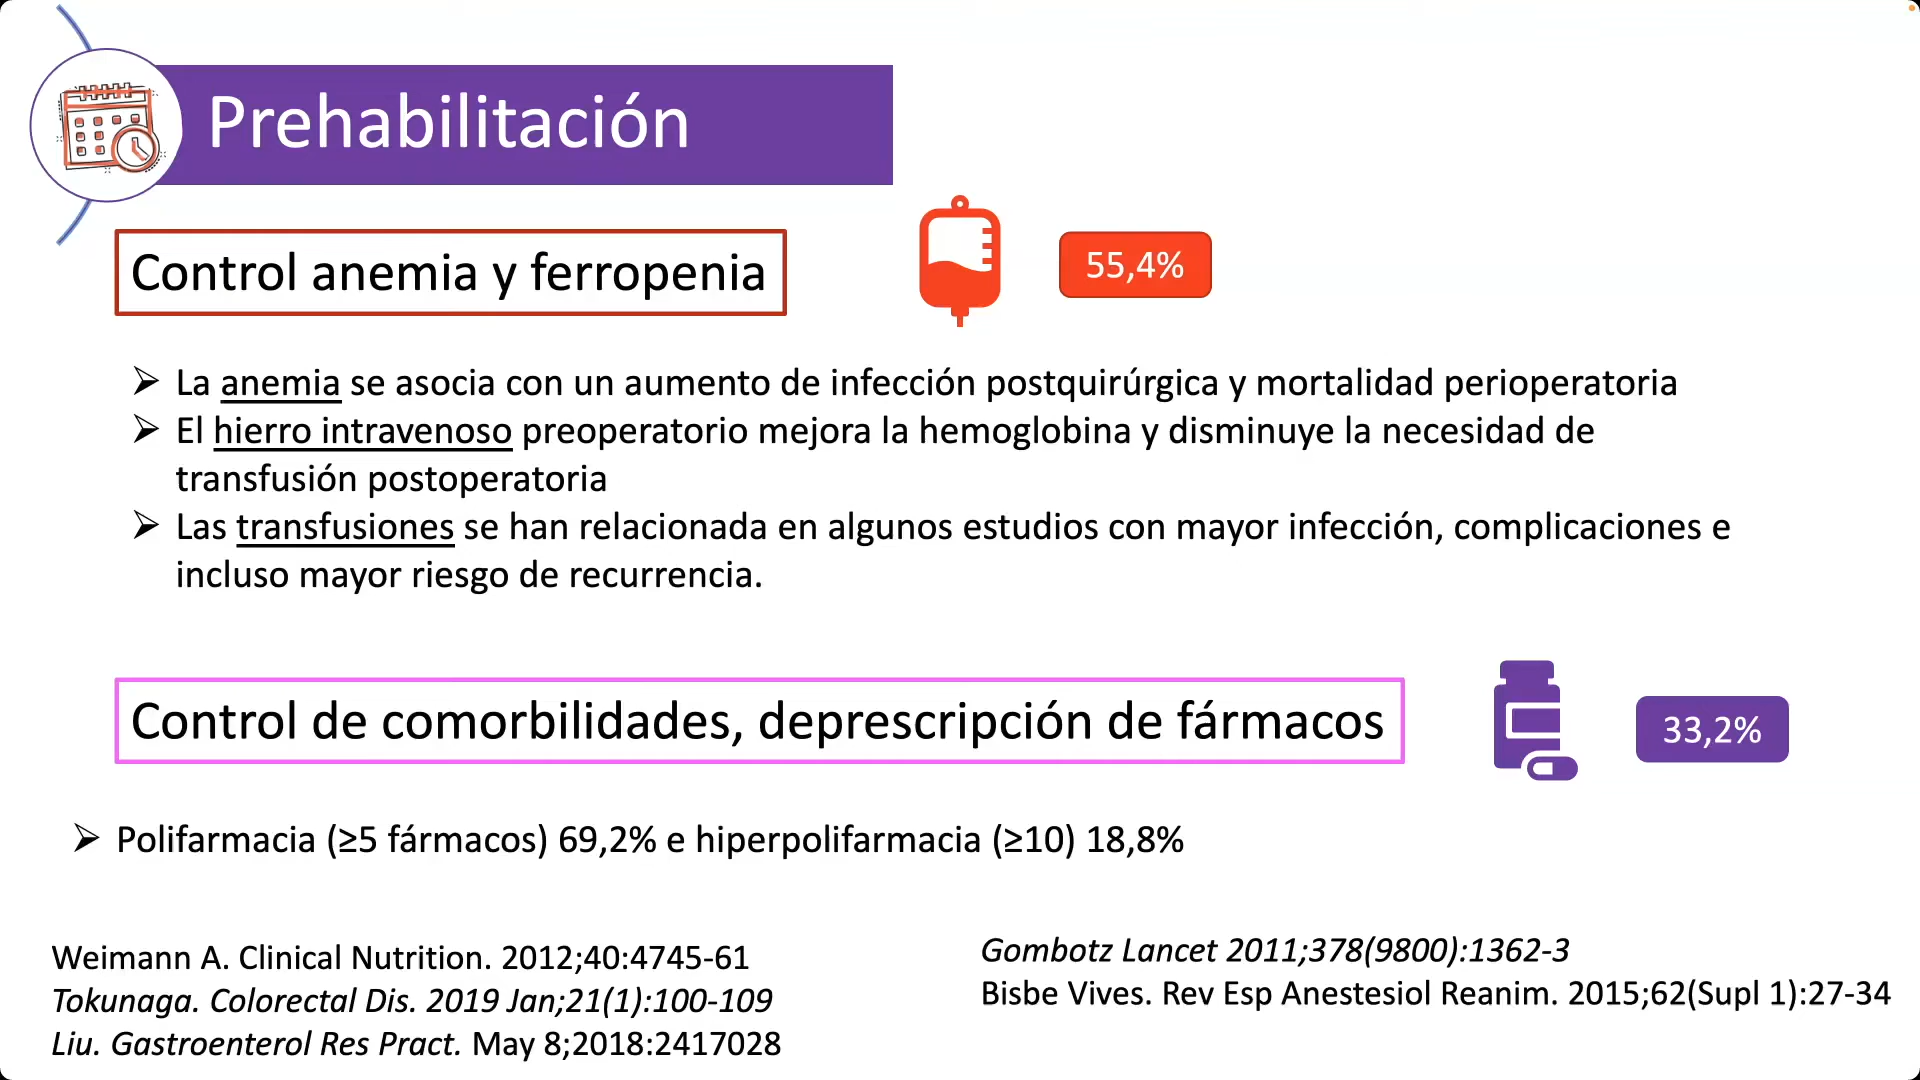 Prehabilitación
Control anemia y ferropenia
55,4%
➢ La anemia se asocia con un aumento de infección postquirúrgica y mortalidad perioperatoria
➢ El hierro intravenoso preoperatorio mejora la hemoglobina y disminuye la necesidad de
transfusión postoperatoria
➢ Las transfusiones se han relacionada en algunos estudios con mayor infección, complicaciones e
incluso mayor riesgo de recurrencia.
Control de comorbilidades, deprescripción de fármacos
33,2%
➢ Polifarmacia (≥5 fármacos) 69,2% e hiperpolifarmacia (≥10) 18,8%
Weimann A. Clinical Nutrition. 2012;40:4745-61
Tokunaga. Colorectal Dis. 2019 Jan;21(1):100-109
Liu. Gastroenterol Res Pract. May 8;2018:2417028
Gombotz Lancet 2011;378(9800):1362-3
Bisbe Vives. Rev Esp Anestesiol Reanim. 2015;62(Supl 1):27-34